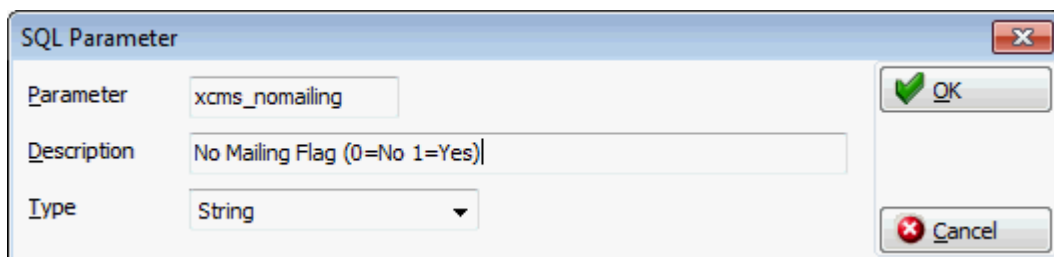 SQL Parameter
Parameter xcms_nomailing
OK
Description No Mailing Flag (0=No 1=Yes)
Type String
Cancel